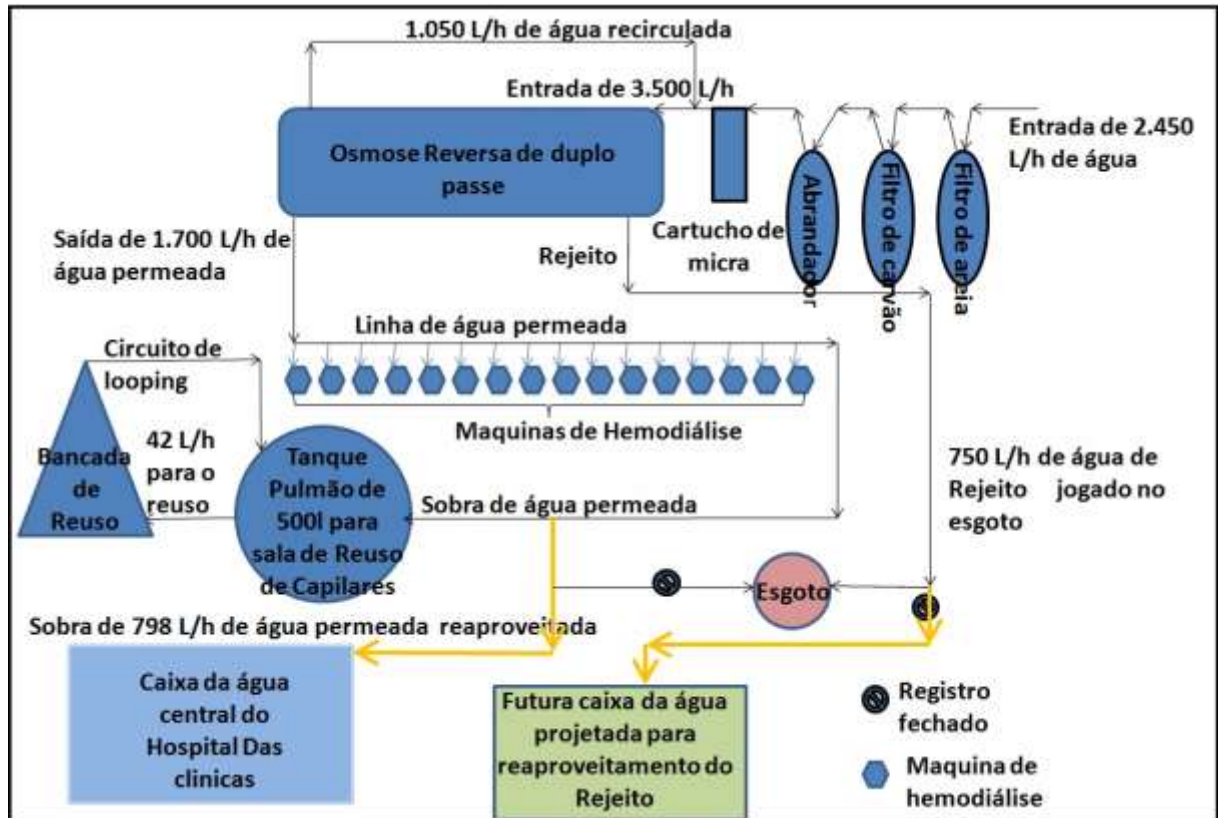 1.050 L/h de água recirculada
Entrada de 3.500 L/h
Entrada de 2.450
L/h de água
Osmose Reversa de duplo
passe
Abrandador
Filtro de carvão
Filtro de areia
Cartucho de
micra
Saída de 1.700 L/h de
água permeada
Rejeito
Linha de água permeada
Circuito de
looping
Maquinas de Hemodiálise
42 L/h
para o
reuso
Bancada
de
Reuso
Tanque
Pulmão de
500l para
sala de Reuso
de Capilares
Sobra de água permeada
750 L/h de água de
Rejeito jogado no
esgoto
Esgoto
Sobra de 798 L/h de água permeada reaproveitada
Caixa da água
central do
Hospital Das
clinicas
Futura caixa da água
projetada para
reaproveitamento do
Rejeito
Registro
fechado
Maquina de
hemodiálise